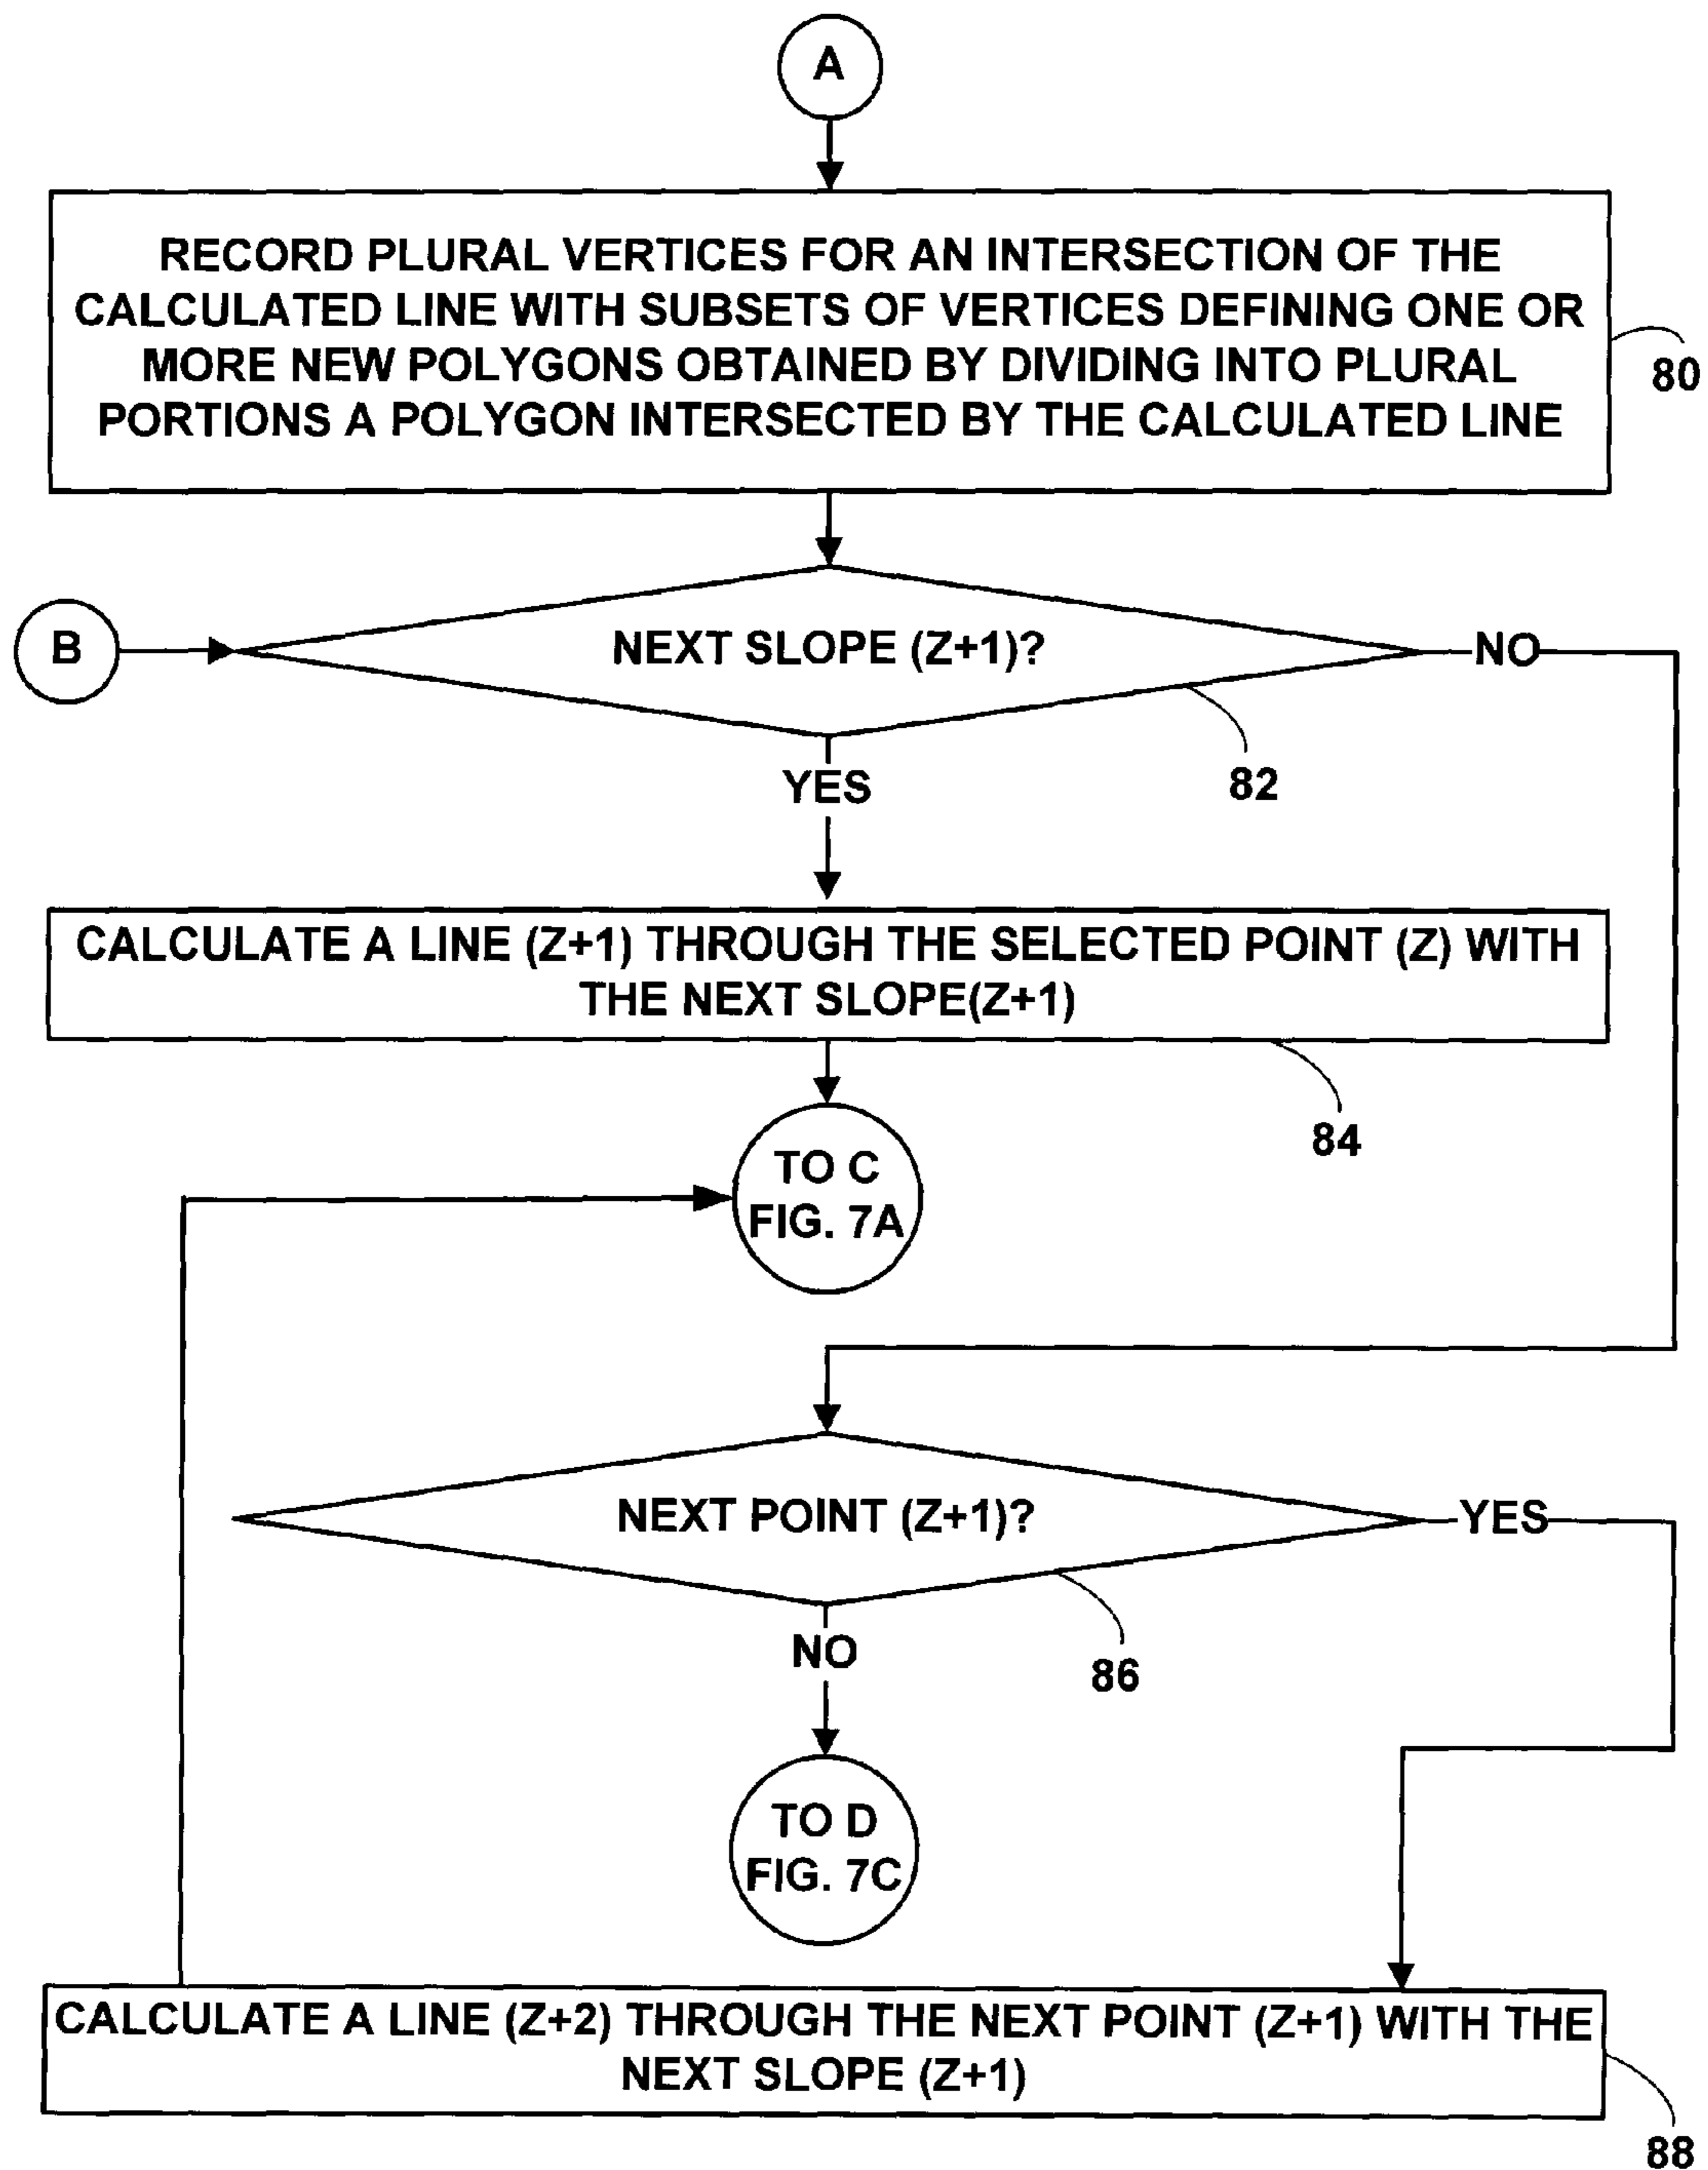 A
RECORD PLURAL VERTICES FOR AN INTERSECTION OF THE
CALCULATED LINE WITH SUBSETS OF VERTICES DEFINING ONE OR
MORE NEW POLYGONS OBTAINED BY DIVIDING INTO PLURAL
PORTIONS A POLYGON INTERSECTED BY THE CALCULATED LINE
80
B
NEXT SLOPE (Z+1)?
NO
82
YES
CALCULATE A LINE (Z+1) THROUGH THE SELECTED POINT (Z) WITH
THE NEXT SLOPE(Z+1)
84
TO C
FIG. 7A
NEXT POINT (Z+1)?
YES
86
NO
TO D
FIG. 7C
CALCULATE A LINE (Z+2) THROUGH THE NEXT POINT (Z+1) WITH THE
NEXT SLOPE (Z+1)
88